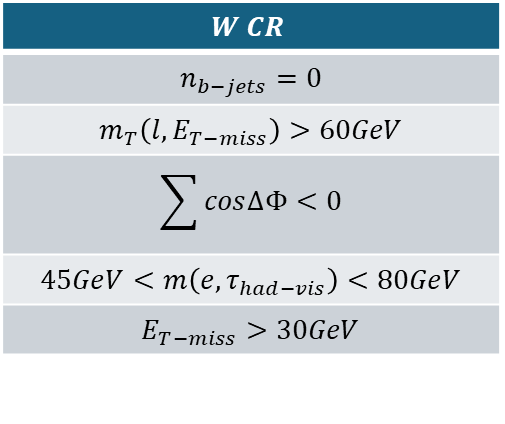 W CR
n_{b-jets} = 0
m_T(l, E_{T-miss}) > 60GeV
∑ cosΔΦ < 0
45GeV < m(e, τ_{had-vis}) < 80GeV
E_{T-miss} > 30GeV